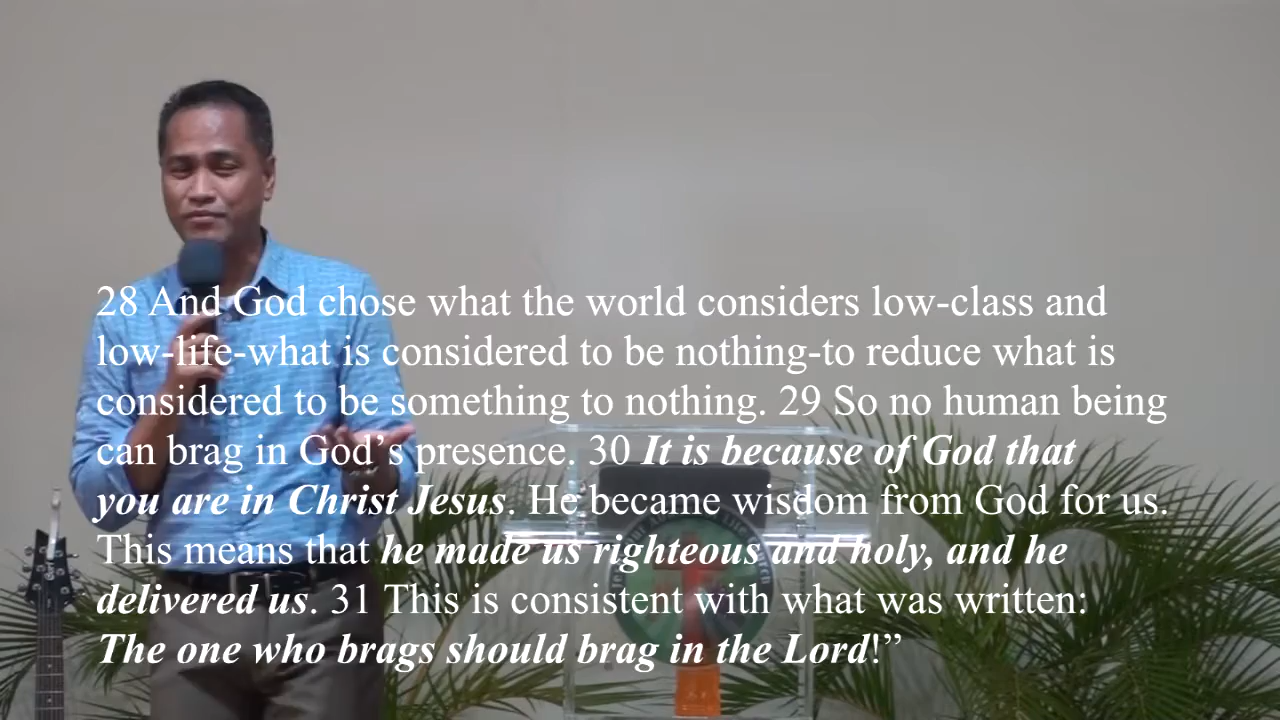 28 And God chose what the world considers low-class and
low-life-what is considered to be nothing-to reduce what is
considered to be something to nothing. 29 So no human being
can brag in God’s presence. 30 It is because of God that
you are in Christ Jesus. He became wisdom from God for us.
This means that he made us righteous and holy, and he
delivered us. 31 This is consistent with what was written:
The one who brags should brag in the Lord!”